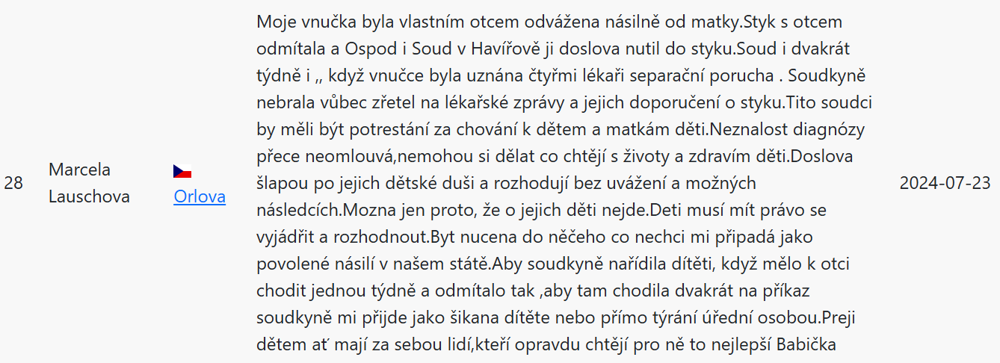 Moje vnučka byla vlastním otcem odvážena násilně od matky.Styk s otcem
odmítala a Ospod i Soud v Havířově ji doslova nutil do styku.Soud i dvakrát
týdně i ,, když vnučce byla uznána čtyřmi lékaři separační porucha . Soudkyně
nebrala vůbec zřetel na lékařské zprávy a jejich doporučení o styku.Tito soudci
by měli být potrestání za chování k dětem a matkám děti.Neznalost diagnózy
přece neomlouvá,nemohou si dělat co chtějí s životy a zdravím děti.Doslova
šlapou po jejich dětské duši a rozhodují bez uvážení a možných
následcích.Mozna jen proto, že o jejich děti nejde.Deti musí mít právo se
vyjádřit a rozhodnout.Byt nucena do něčeho co nechci mi připadá jako
povolené násilí v našem státě.Aby soudkyně nařídila dítěti, když mělo k otci
chodit jednou týdně a odmítalo tak ,aby tam chodila dvakrát na příkaz
soudkyně mi přijde jako šikana dítěte nebo přímo týrání úřední osobou.Preji
dětem ať mají za sebou lidí,kteří opravdu chtějí pro ně to nejlepší Babička
28
Marcela
Lauschova
Orlova
2024-07-23